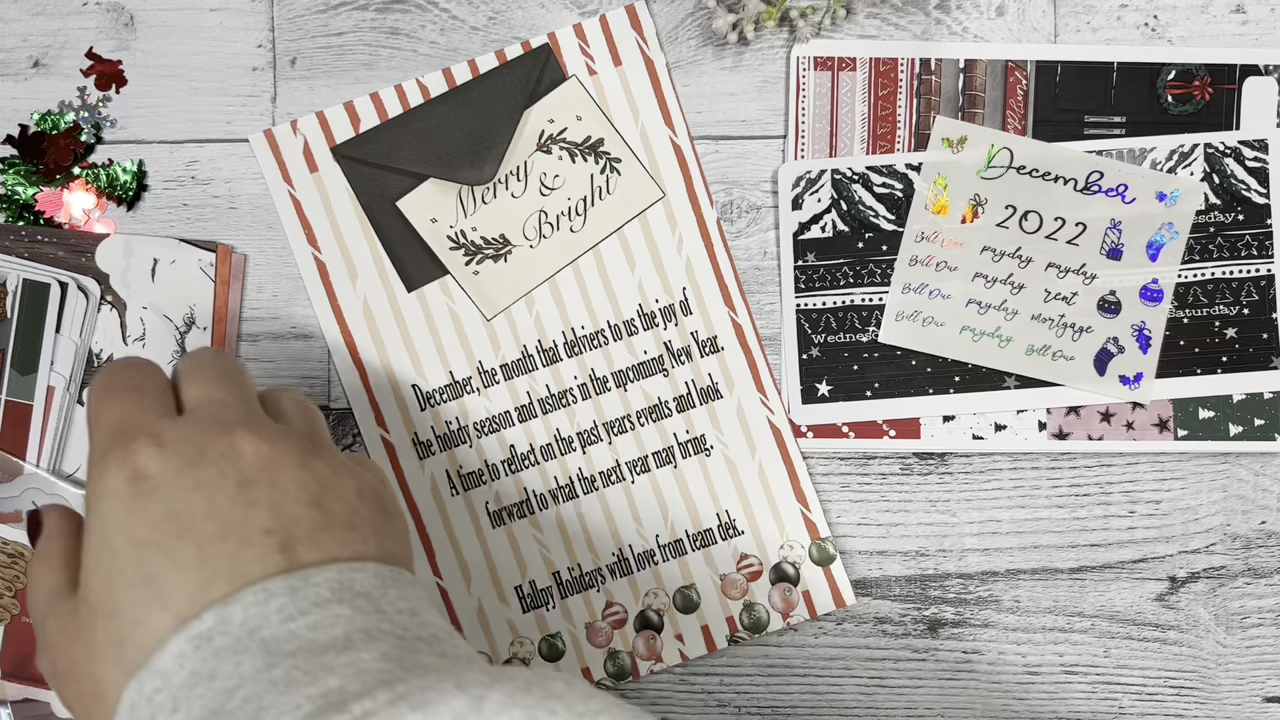 Merry
&
Bright
December, the month that delviers to us the joy of
the holidy season and ushers in the upcoming New Year.
A time to reflect on the past years events and look
forward to what the next year may bring.
Hallpy Holidays with love from team dek.
December
2022
Bill Due payday payday
Bill Due payday rent
Bill Due payday mortgage
Bill Due payday Bill Due
Saturday